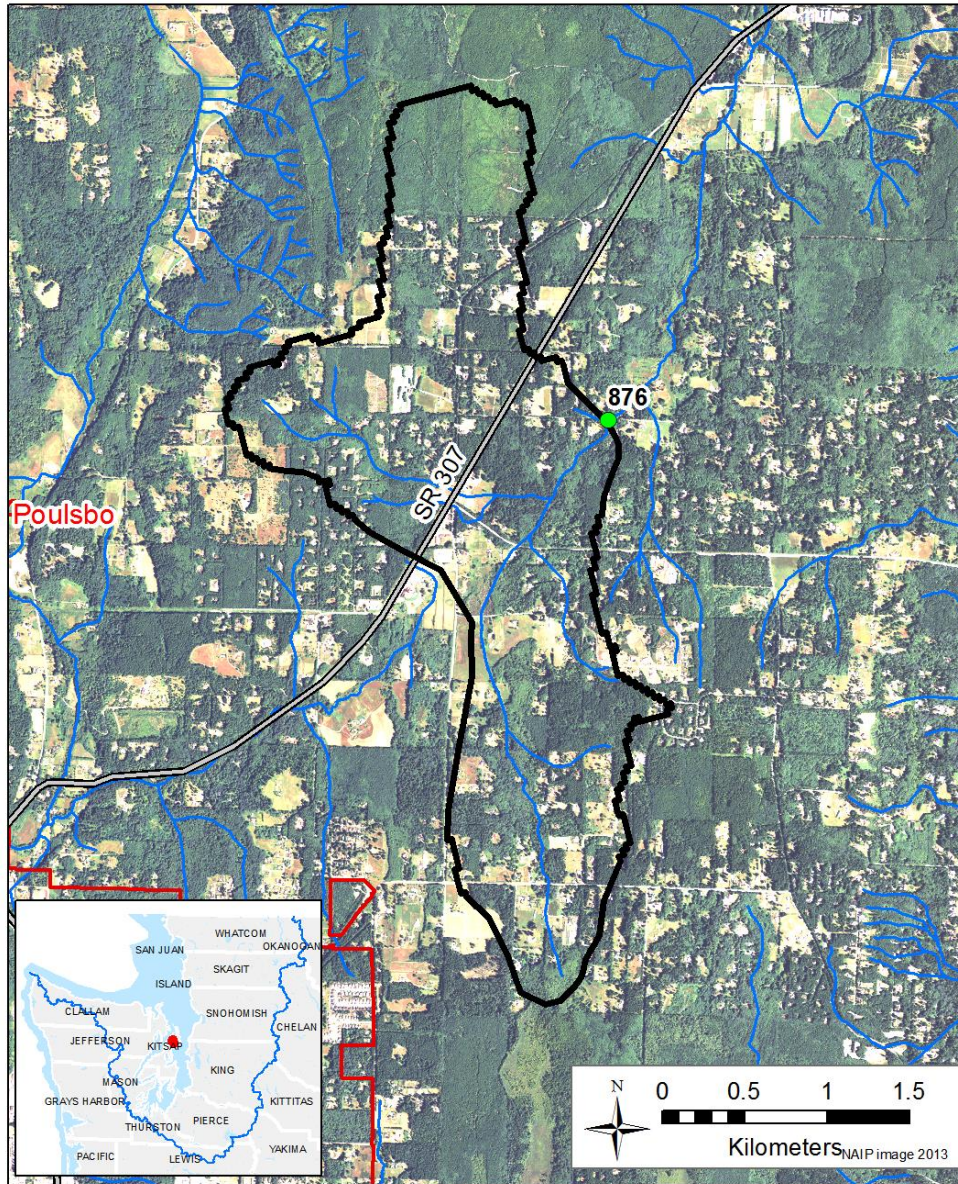 876
SR 307
Poulsbo
WHATCOM
SAN JUAN
OKANOGAN
SKAGIT
ISLAND
CLALLAM
SNOHOMISH
CHELAN
JEFFERSON
KITSAP
KING
MASON
GRAYS HARBOR
KITTITAS
PIERCE
THURSTON
PACIFIC
LEWIS
YAKIMA
N
0 0.5 1 1.5
Kilometers
NAIP image 2013